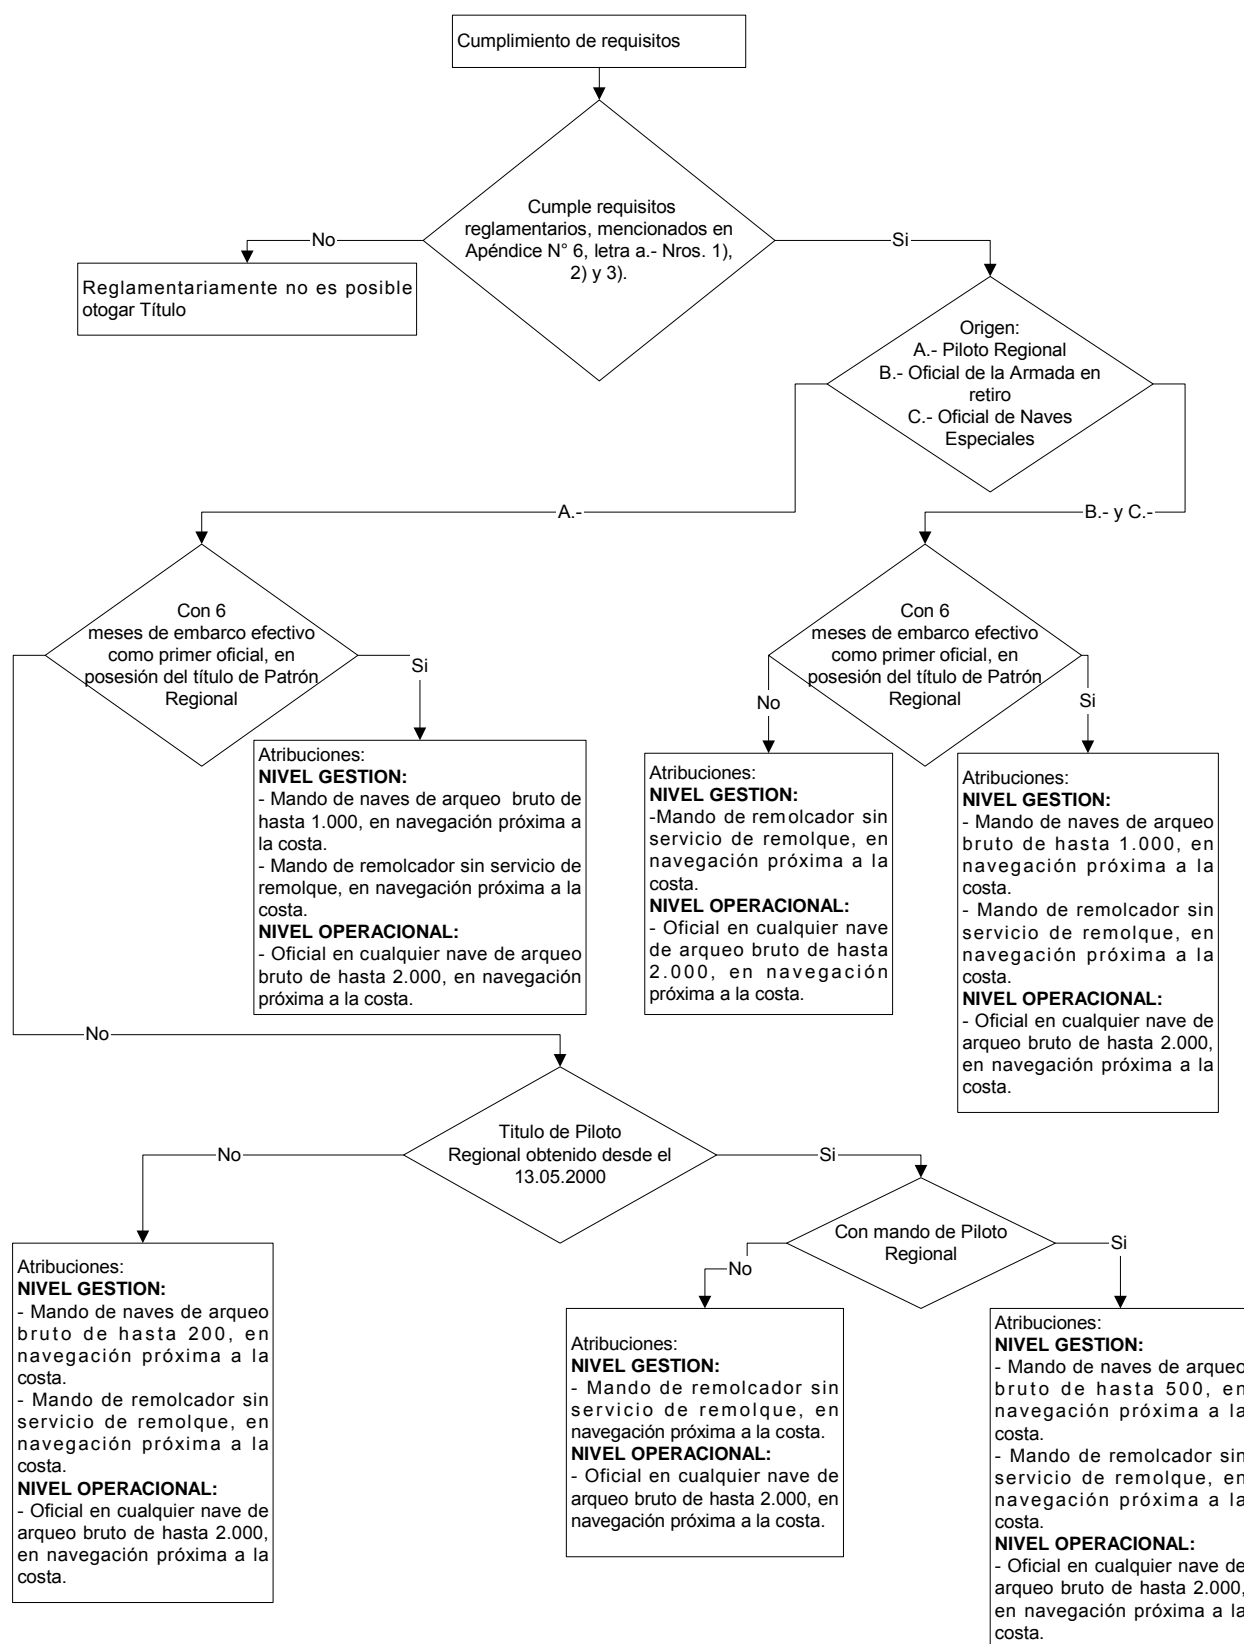 Cumplimiento de requisitos
Cumple requisitos
reglamentarios, mencionados en
Apéndice N° 6, letra a.- Nros. 1),
2) y 3).
No
Si
Reglamentariamente no es posible
otogar Título
Origen:
A.- Piloto Regional
B.- Oficial de la Armada en
retiro
C.- Oficial de Naves
Especiales
A.-
B.- y C.-
Con 6
meses de embarco efectivo
como primer oficial, en
posesión del título de Patrón
Regional
Si
Con 6
meses de embarco efectivo
como primer oficial, en
posesión del título de Patrón
Regional
No
Si
Atribuciones:
NIVEL GESTION:
- Mando de naves de arqueo bruto de
hasta 1.000, en navegación próxima a
la costa.
- Mando de remolcador sin servicio de
remolque, en navegación próxima a la
costa.
NIVEL OPERACIONAL:
- Oficial en cualquier nave de arqueo
bruto de hasta 2.000, en navegación
próxima a la costa.
Atribuciones:
NIVEL GESTION:
-Mando de remolcador sin
servicio de remolque, en
navegación próxima a la
costa.
NIVEL OPERACIONAL:
- Oficial en cualquier nave
de arqueo bruto de hasta
2.000, en navegación
próxima a la costa.
Atribuciones:
NIVEL GESTION:
- Mando de naves de arqueo
bruto de hasta 1.000, en
navegación próxima a la
costa.
- Mando de remolcador sin
servicio de remolque, en
navegación próxima a la
costa.
NIVEL OPERACIONAL:
- Oficial en cualquier nave de
arqueo bruto de hasta 2.000,
en navegación próxima a la
costa.
No
Titulo de Piloto
Regional obtenido desde el
13.05.2000
No
Si
Con mando de Piloto
Regional
No
Si
Atribuciones:
NIVEL GESTION:
- Mando de naves de arqueo
bruto de hasta 200, en
navegación próxima a la
costa.
- Mando de remolcador sin
servicio de remolque, en
navegación próxima a la
costa.
NIVEL OPERACIONAL:
- Oficial en cualquier nave de
arqueo bruto de hasta 2.000,
en navegación próxima a la
costa.
Atribuciones:
NIVEL GESTION:
- Mando de remolcador sin
servicio de remolque, en
navegación próxima a la costa.
NIVEL OPERACIONAL:
- Oficial en cualquier nave de
arqueo bruto de hasta 2.000, en
navegación próxima a la costa.
Atribuciones:
NIVEL GESTION:
- Mando de naves de arqueo
bruto de hasta 500, en
navegación próxima a la
costa.
- Mando de remolcador sin
servicio de remolque, en
navegación próxima a la
costa.
NIVEL OPERACIONAL:
- Oficial en cualquier nave de
arqueo bruto de hasta 2.000,
en navegación próxima a la
costa.